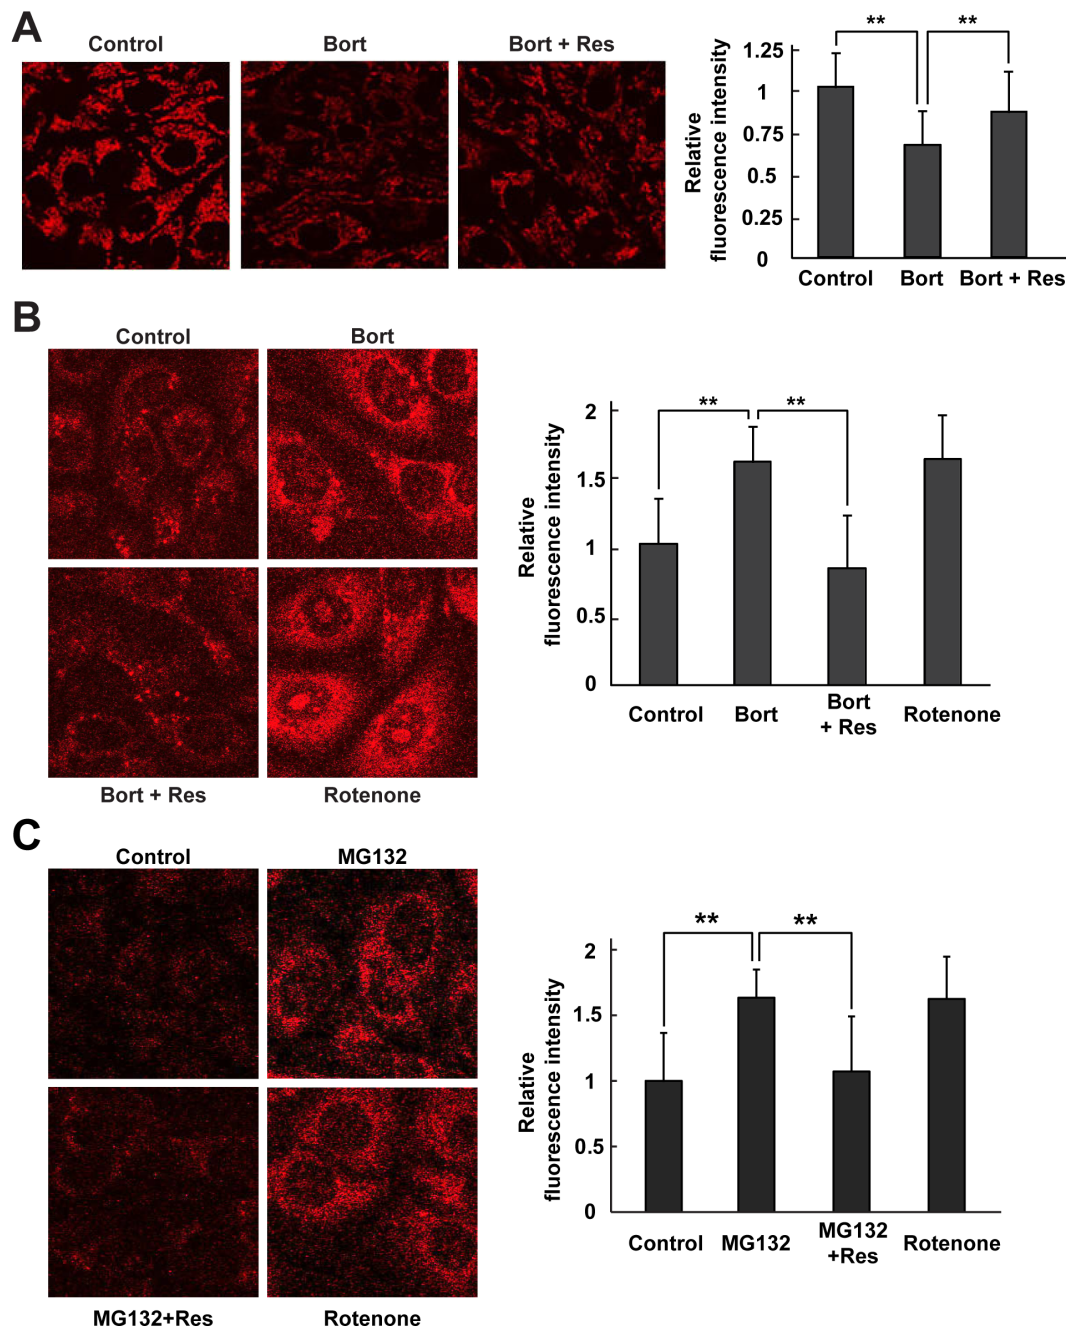 A
Control
Bort
Bort + Res
Relative
fluorescence intensity
1.25
1
0.75
0.5
0.25
0
**
**
Control
Bort
Bort + Res
B
Control
Bort
Bort + Res
Rotenone
Relative
fluorescence intensity
2
1.5
1
0.5
0
**
**
Control
Bort
Bort
+ Res
Rotenone
C
Control
MG132
MG132+Res
Rotenone
Relative
fluorescence intensity
2
1.5
1
0.5
0
**
**
Control
MG132
MG132
+Res
Rotenone